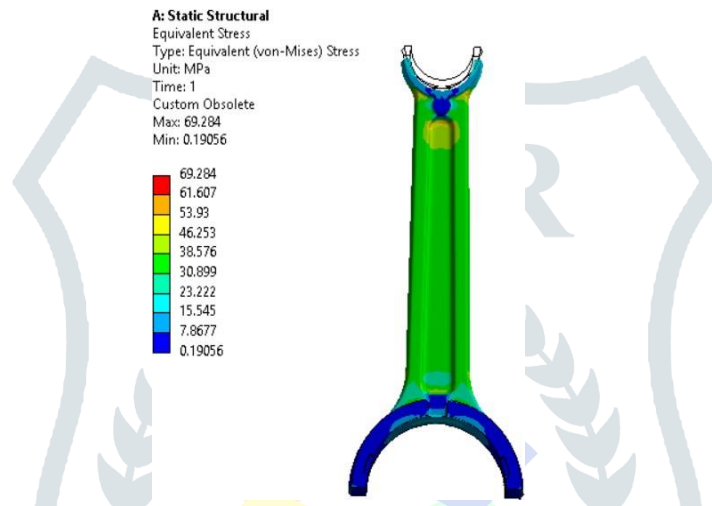 A: Static Structural
Equivalent Stress
Type: Equivalent (von-Mises) Stress
Unit: MPa
Time: 1
Custom Obsolete
Max: 69.284
Min: 0.19056
69.284
61.607
53.93
46.253
38.576
30.899
23.222
15.545
7.8677
0.19056
R